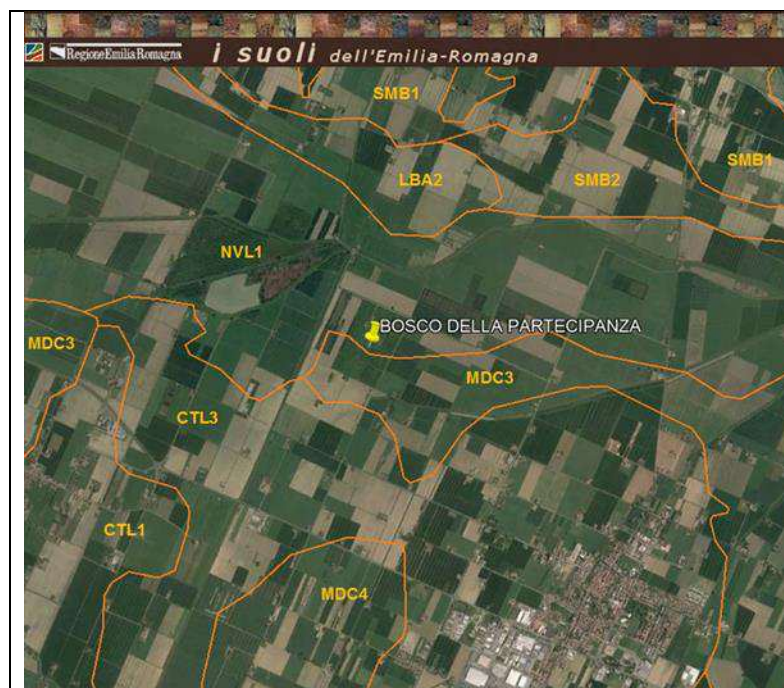 RegioneEmiliaRomagna i suoli dell'Emilia-Romagna
SMB1
LBA2
SMB2
SMB1
NVL1
BOSCO DELLA PARTECIPANZA
MDC3
MDC3
CTL3
CTL1
MDC4